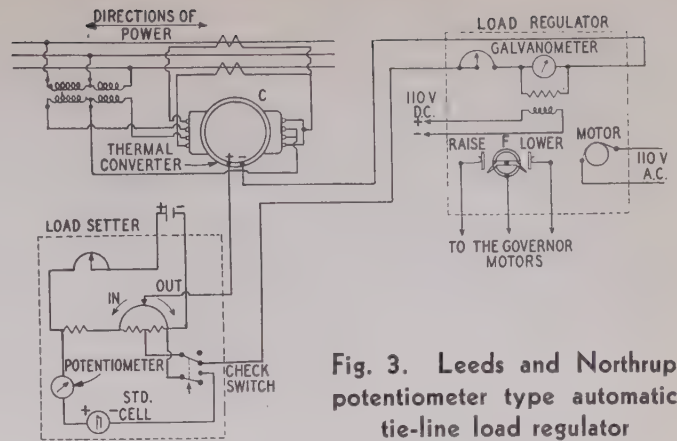 DIRECTIONS OF
POWER
C
THERMAL
CONVERTER
+ −
LOAD REGULATOR
GALVANOMETER
110 V
D.C.
+
−
RAISE F LOWER
MOTOR
110 V
A.C.
TO THE GOVERNOR
MOTORS
LOAD SETTER
+ −
IN
OUT
POTENTIOMETER
STD.
CELL
+ −
CHECK
SWITCH
Fig. 3. Leeds and Northrup
potentiometer type automatic
tie-line load regulator